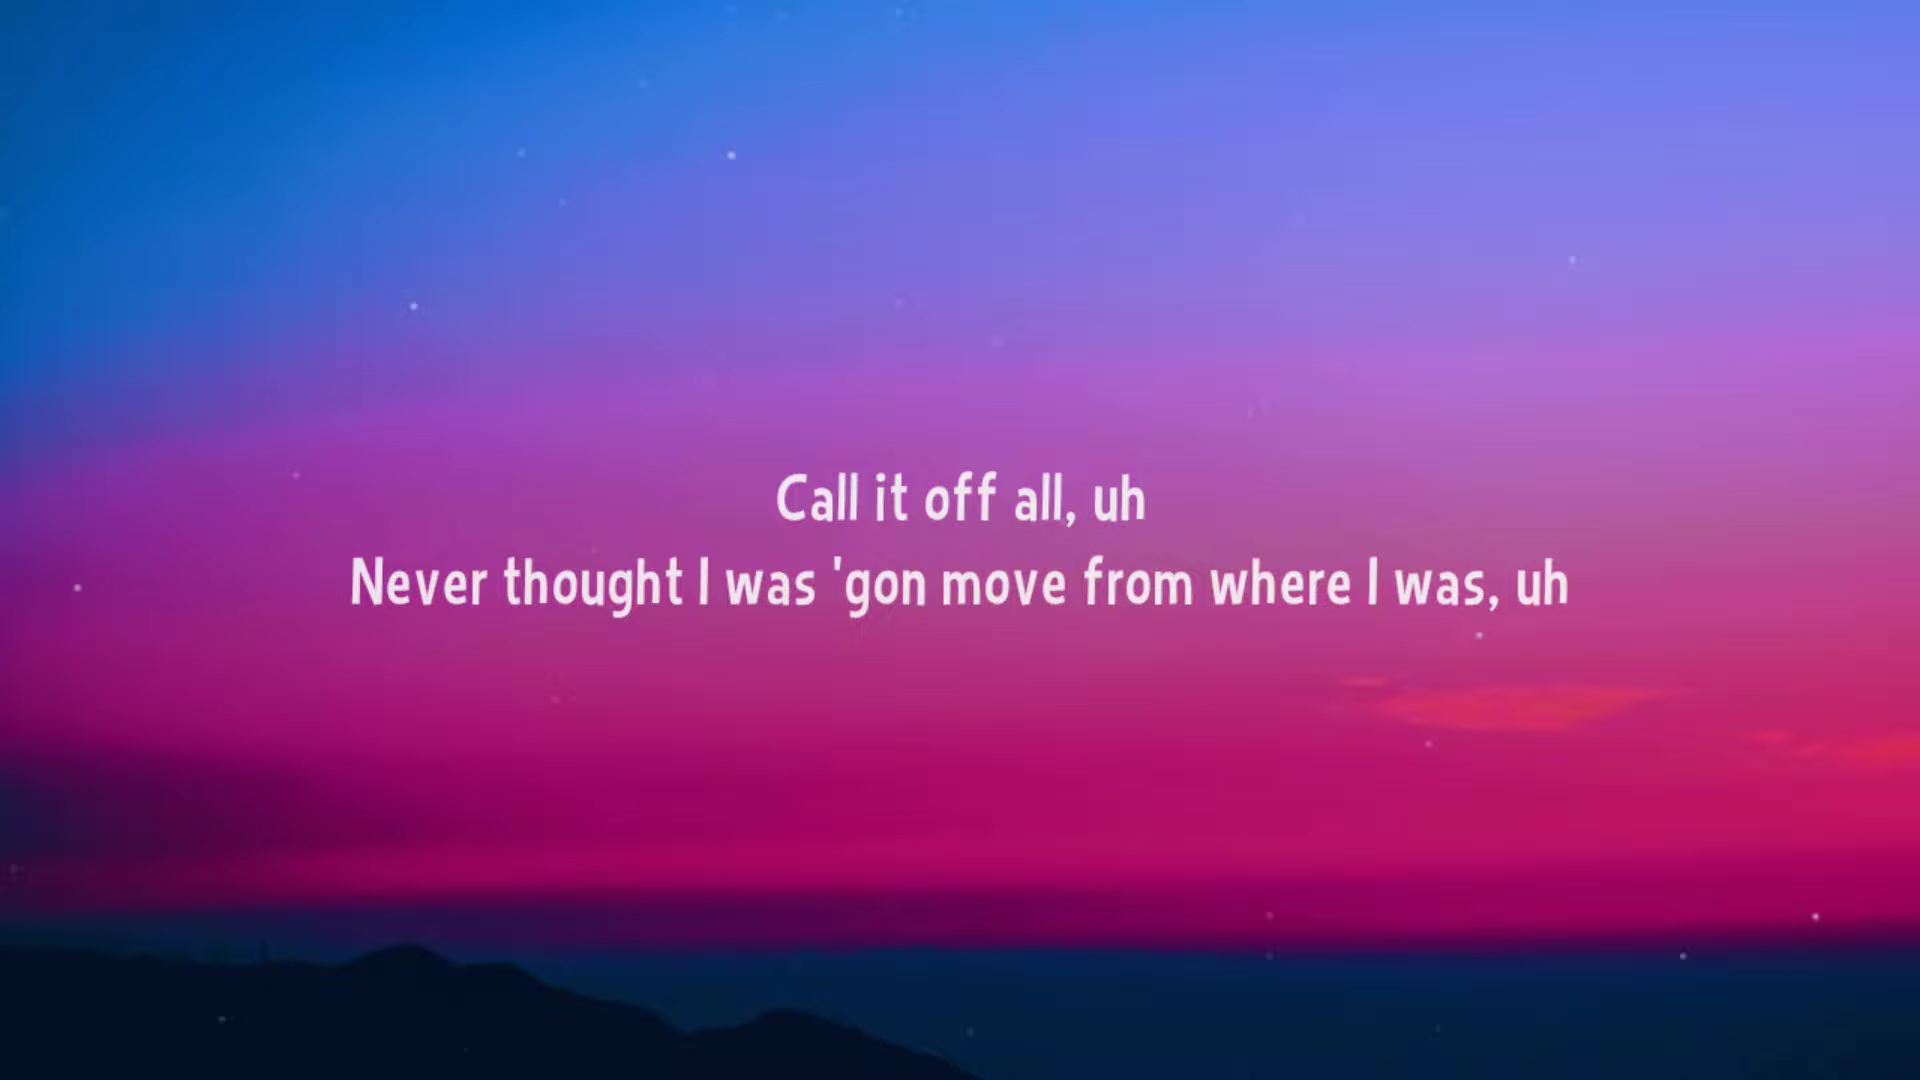 Call it off all, uh
Never thought I was 'gon move from where I was, uh